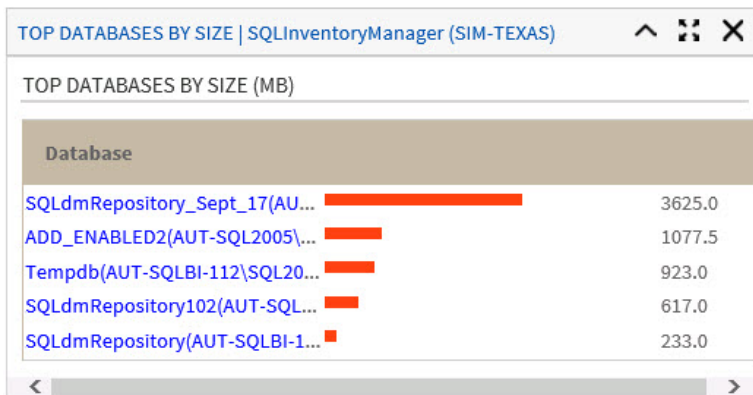 TOP DATABASES BY SIZE | SQLInventoryManager (SIM-TEXAS)
TOP DATABASES BY SIZE (MB)
Database
SQLdmRepository_Sept_17(AU... 3625.0
ADD_ENABLED2(AUT-SQL2005\... 1077.5
Tempdb(AUT-SQLBI-112\SQL20... 923.0
SQLdmRepository102(AUT-SQL... 617.0
SQLdmRepository(AUT-SQLBI-1... 233.0